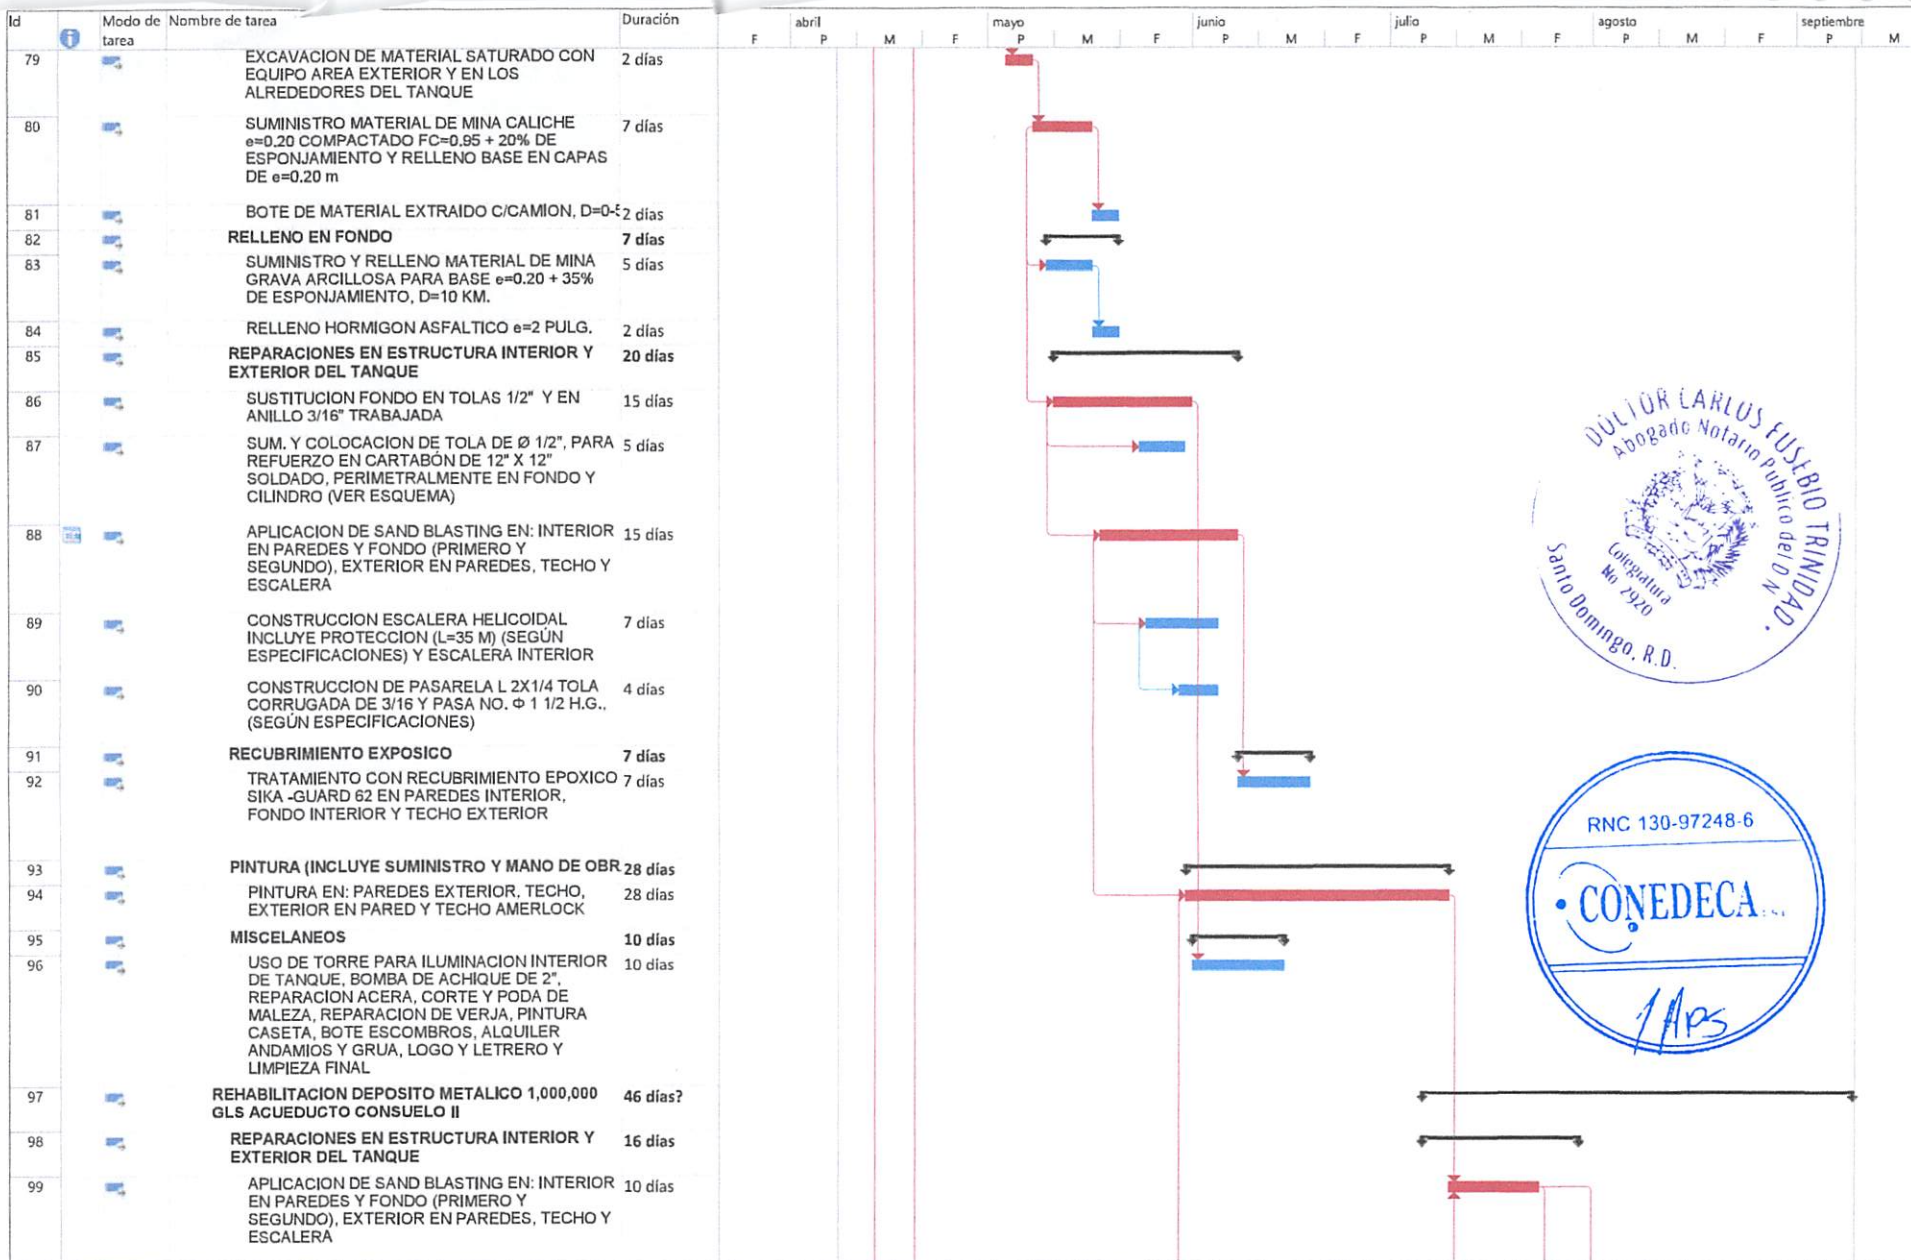 Id Modo de tarea Nombre de tarea Duración
abril mayo junio julio agosto septiembre
F P M F P M F P M F P M F P M F P M
79 EXCAVACION DE MATERIAL SATURADO CON 2 días
EQUIPO AREA EXTERIOR Y EN LOS
ALREDEDORES DEL TANQUE
80 SUMINISTRO MATERIAL DE MINA CALICHE 7 días
e=0.20 COMPACTADO FC=0.95 + 20% DE
ESPONJAMIENTO Y RELLENO BASE EN CAPAS
DE e=0.20 m
81 BOTE DE MATERIAL EXTRAIDO C/CAMION, D=0-5 2 días
82 RELLENO EN FONDO 7 días
83 SUMINISTRO Y RELLENO MATERIAL DE MINA 5 días
GRAVA ARCILLOSA PARA BASE e=0.20 + 35%
DE ESPONJAMIENTO, D=10 KM.
84 RELLENO HORMIGON ASFALTICO e=2 PULG. 2 días
85 REPARACIONES EN ESTRUCTURA INTERIOR Y 20 días
EXTERIOR DEL TANQUE
86 SUSTITUCION FONDO EN TOLAS 1/2" Y EN 15 días
ANILLO 3/16" TRABAJADA
87 SUM. Y COLOCACION DE TOLA DE Ø 1/2", PARA 5 días
REFUERZO EN CARTABÓN DE 12" X 12"
SOLDADO, PERIMETRALMENTE EN FONDO Y
CILINDRO (VER ESQUEMA)
88 APLICACION DE SAND BLASTING EN: INTERIOR 15 días
EN PAREDES Y FONDO (PRIMERO Y
SEGUNDO), EXTERIOR EN PAREDES, TECHO Y
ESCALERA
89 CONSTRUCCION ESCALERA HELICOIDAL 7 días
INCLUYE PROTECCION (L=35 M) (SEGÚN
ESPECIFICACIONES) Y ESCALERA INTERIOR
90 CONSTRUCCION DE PASARELA L 2X1/4 TOLA 4 días
CORRUGADA DE 3/16 Y PASA NO. Φ 1 1/2 H.G.,
(SEGÚN ESPECIFICACIONES)
91 RECUBRIMIENTO EXPOSICO 7 días
92 TRATAMIENTO CON RECUBRIMIENTO EPOXICO 7 días
SIKA -GUARD 62 EN PAREDES INTERIOR,
FONDO INTERIOR Y TECHO EXTERIOR
93 PINTURA (INCLUYE SUMINISTRO Y MANO DE OBR 28 días
94 PINTURA EN: PAREDES EXTERIOR, TECHO, 28 días
EXTERIOR EN PARED Y TECHO AMERLOCK
95 MISCELANEOS 10 días
96 USO DE TORRE PARA ILUMINACION INTERIOR 10 días
DE TANQUE, BOMBA DE ACHIQUE DE 2",
REPARACION ACERA, CORTE Y PODA DE
MALEZA, REPARACION DE VERJA, PINTURA
CASETA, BOTE ESCOMBROS, ALQUILER
ANDAMIOS Y GRUA, LOGO Y LETRERO Y
LIMPIEZA FINAL
97 REHABILITACION DEPOSITO METÁLICO 1,000,000 46 días?
GLS ACUEDUCTO CONSUELO II
98 REPARACIONES EN ESTRUCTURA INTERIOR Y 16 días
EXTERIOR DEL TANQUE
99 APLICACION DE SAND BLASTING EN: INTERIOR 10 días
EN PAREDES Y FONDO (PRIMERO Y
SEGUNDO), EXTERIOR EN PAREDES, TECHO Y
ESCALERA
DOCTOR CARLOS EUSEBIO TRINIDAD.
Abogado Notario Publico del D N
Colegiatura
No 2920
Santo Domingo, R.D.
RNC 130-97248-6
CONEDECA